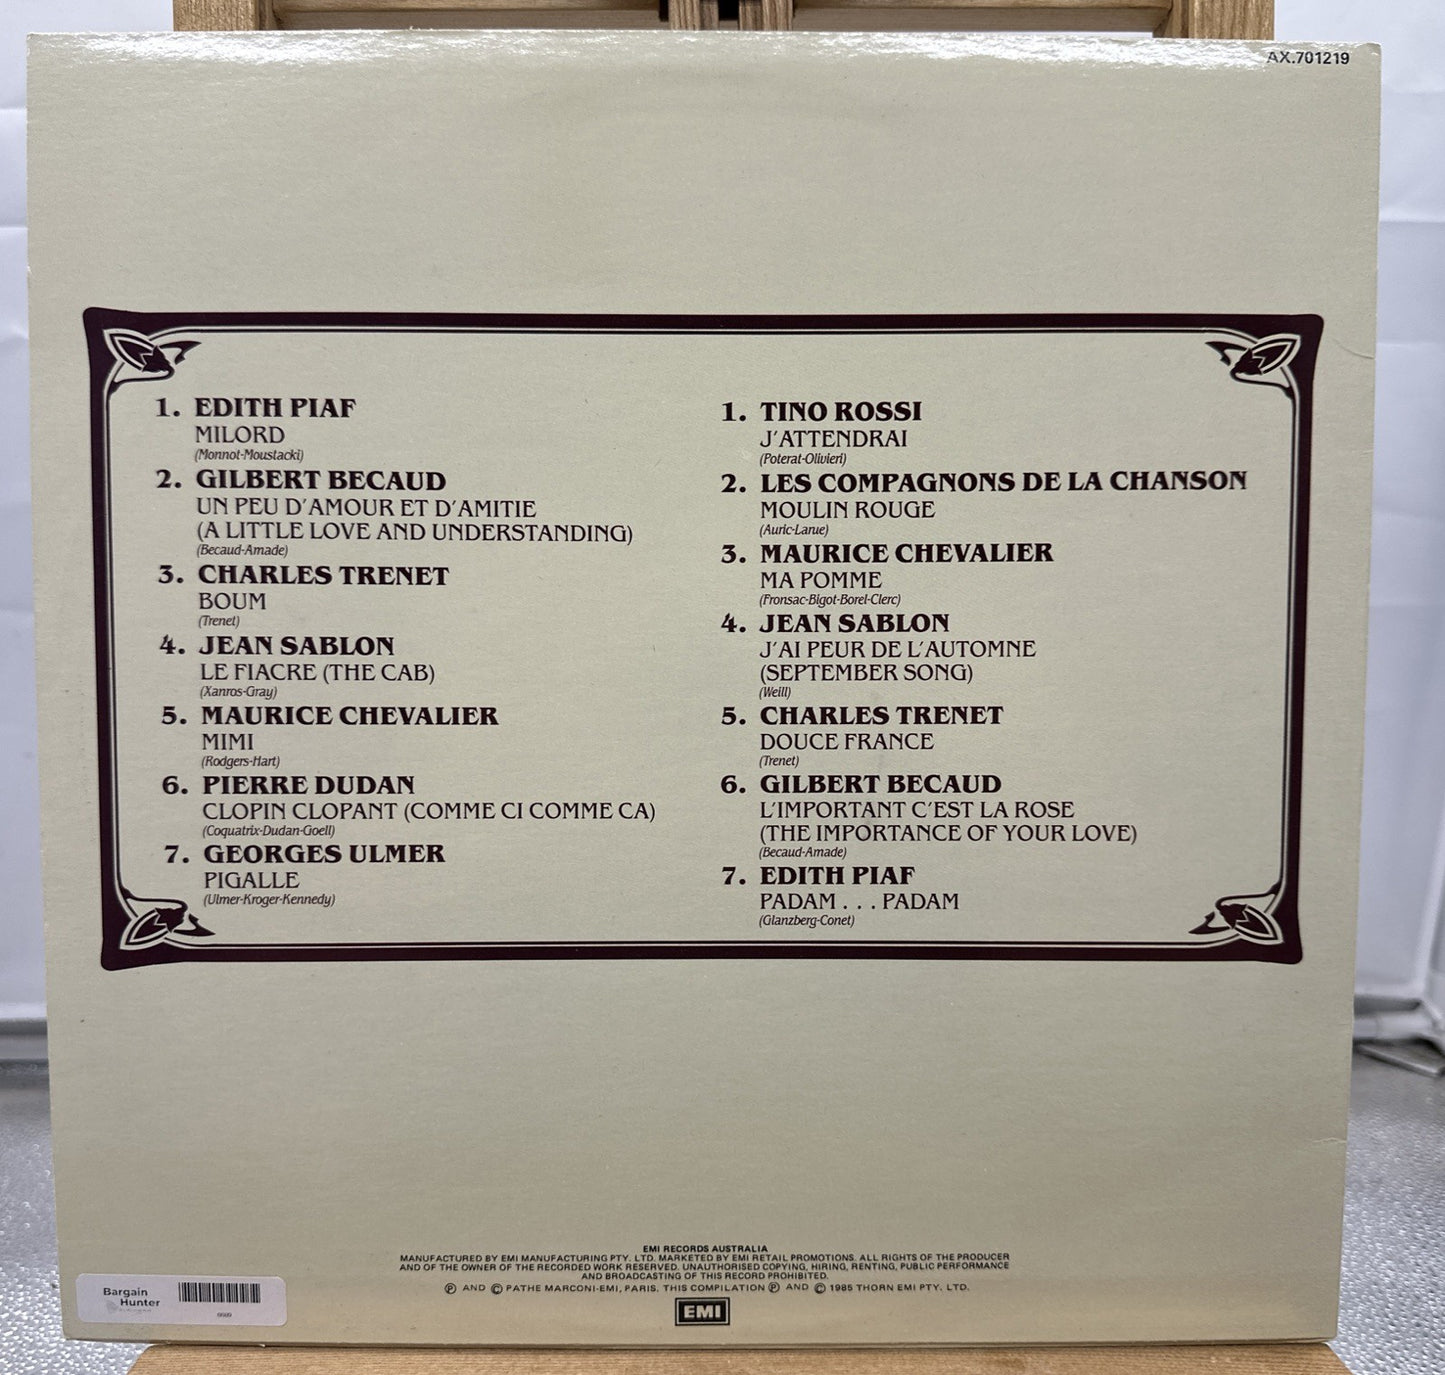 AX.701219
1. EDITH PIAF
MILORD
(Monnot-Moustacki)
2. GILBERT BECAUD
UN PEU D'AMOUR ET D'AMITIE
(A LITTLE LOVE AND UNDERSTANDING)
(Becaud-Amade)
3. CHARLES TRENET
BOUM
(Trenet)
4. JEAN SABLON
LE FIACRE (THE CAB)
(Xanros-Gray)
5. MAURICE CHEVALIER
MIMI
(Rodgers-Hart)
6. PIERRE DUDAN
CLOPIN CLOPANT (COMME CI COMME CA)
(Coquatrix-Dudan-Goell)
7. GEORGES ULMER
PIGALLE
(Ulmer-Kroger-Kennedy)
1. TINO ROSSI
J'ATTENDRAI
(Poterat-Olivieri)
2. LES COMPAGNONS DE LA CHANSON
MOULIN ROUGE
(Auric-Larue)
3. MAURICE CHEVALIER
MA POMME
(Fronsac-Bigot-Borel-Clerc)
4. JEAN SABLON
J'AI PEUR DE L'AUTOMNE
(SEPTEMBER SONG)
(Weill)
5. CHARLES TRENET
DOUCE FRANCE
(Trenet)
6. GILBERT BECAUD
L'IMPORTANT C'EST LA ROSE
(THE IMPORTANCE OF YOUR LOVE)
(Becaud-Amade)
7. EDITH PIAF
PADAM . . . PADAM
(Glanzberg-Conet)
EMI RECORDS AUSTRALIA
MANUFACTURED BY EMI MANUFACTURING PTY. LTD. MARKETED BY EMI RETAIL PROMOTIONS. ALL RIGHTS OF THE PRODUCER
AND OF THE OWNER OF THE RECORDED WORK RESERVED. UNAUTHORISED COPYING, HIRING, RENTING, PUBLIC PERFORMANCE
AND BROADCASTING OF THIS RECORD PROHIBITED.
Ⓟ AND © PATHE MARCONI-EMI, PARIS. THIS COMPILATION Ⓟ AND © 1985 THORN EMI PTY. LTD.
EMI
Bargain
Hunter